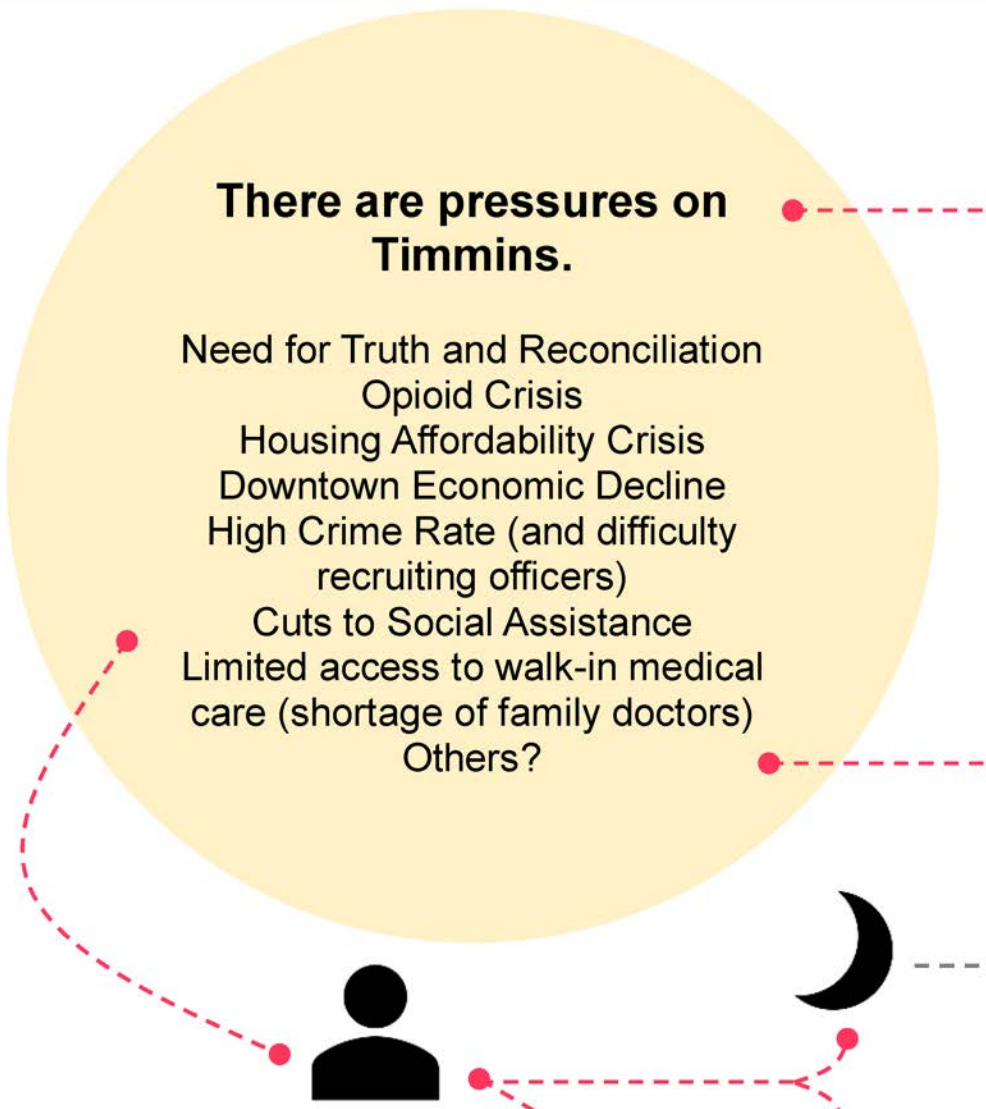 There are pressures on
Timmins.
Need for Truth and Reconciliation
Opioid Crisis
Housing Affordability Crisis
Downtown Economic Decline
High Crime Rate (and difficulty
recruiting officers)
Cuts to Social Assistance
Limited access to walk-in medical
care (shortage of family doctors)
Others?